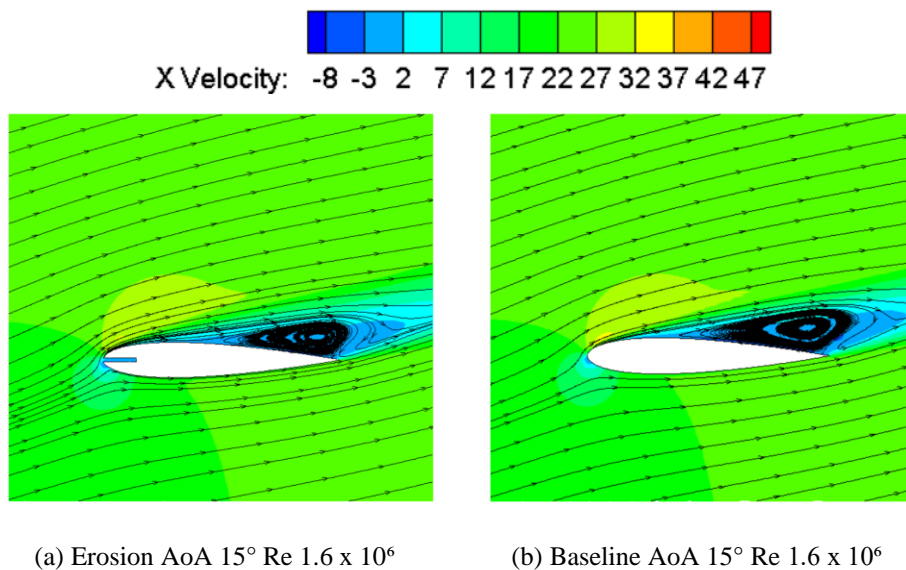 X Velocity: -8 -3 2 7 12 17 22 27 32 37 42 47
(a) Erosion AoA 15° Re 1.6 x 10⁶
(b) Baseline AoA 15° Re 1.6 x 10⁶